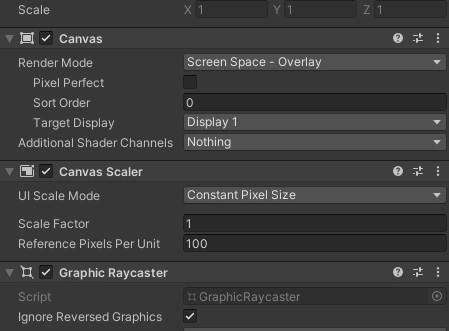 Scale X 1 Y 1 Z 1
Canvas
Render Mode Screen Space - Overlay
Pixel Perfect
Sort Order 0
Target Display Display 1
Additional Shader Channels Nothing
Canvas Scaler
UI Scale Mode Constant Pixel Size
Scale Factor 1
Reference Pixels Per Unit 100
Graphic Raycaster
Script GraphicRaycaster
Ignore Reversed Graphics